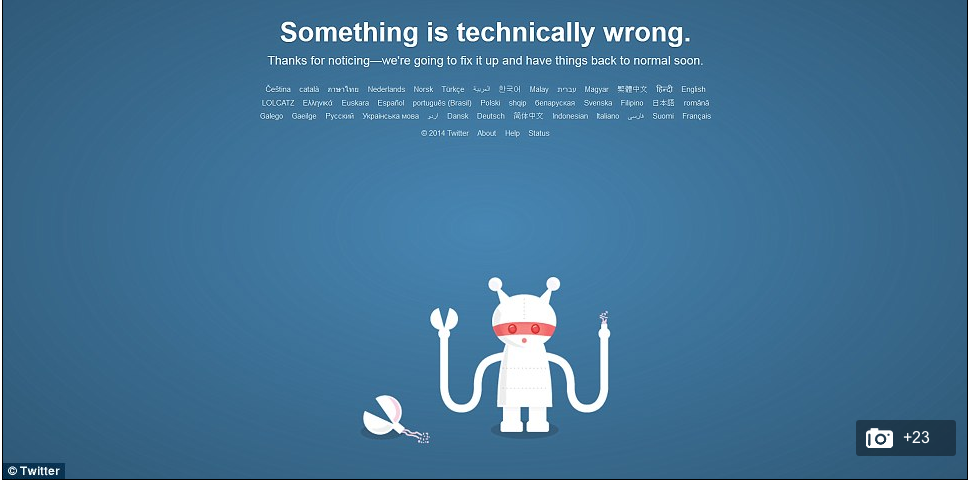 Something is technically wrong.
Thanks for noticing—we're going to fix it up and have things back to normal soon.
Čeština català ภาษาไทย Nederlands Norsk Türkçe العربية 한국어 Malay עברית Magyar 繁體中文 हिन्दी English
LOLCATZ Ελληνικά Euskara Español português (Brasil) Polski shqip беларуская Svenska Filipino 日本語 română
Galego Gaeilge Русский Українська мова اردو Dansk Deutsch 简体中文 Indonesian Italiano فارسی Suomi Français
© 2014 Twitter About Help Status
+23
© Twitter